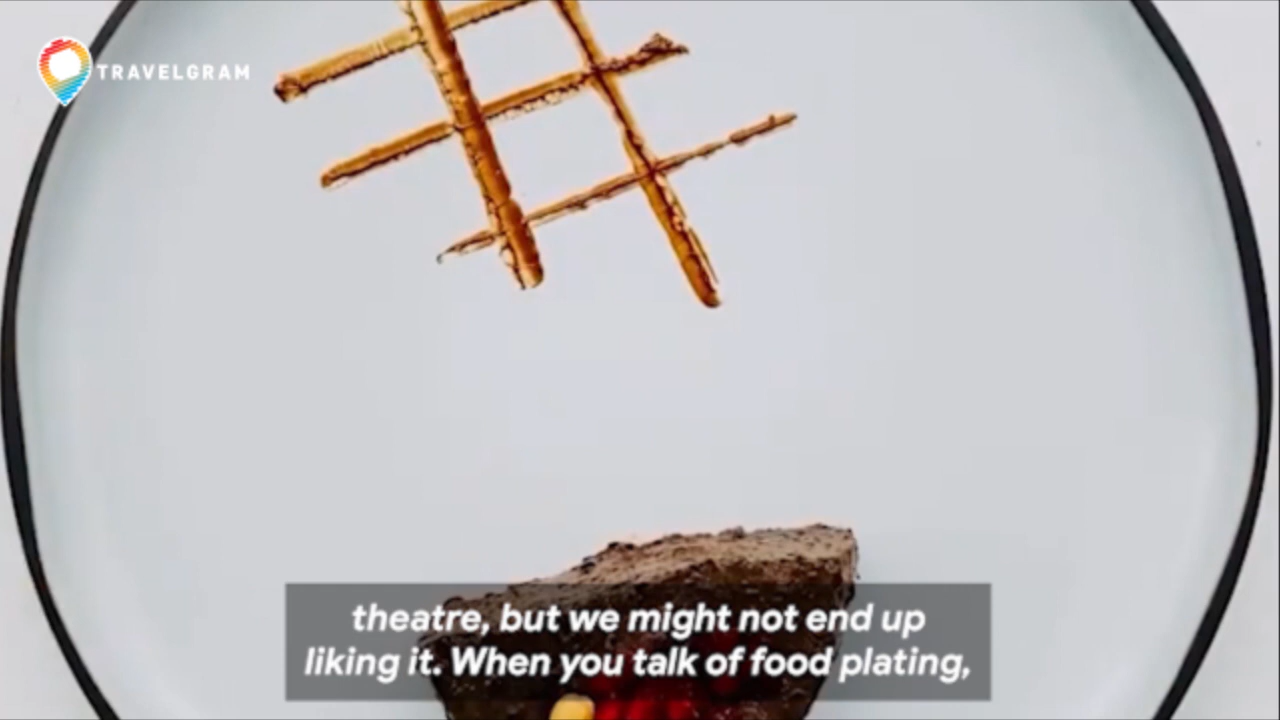 TRAVELGRAM
theatre, but we might not end up
liking it. When you talk of food plating,